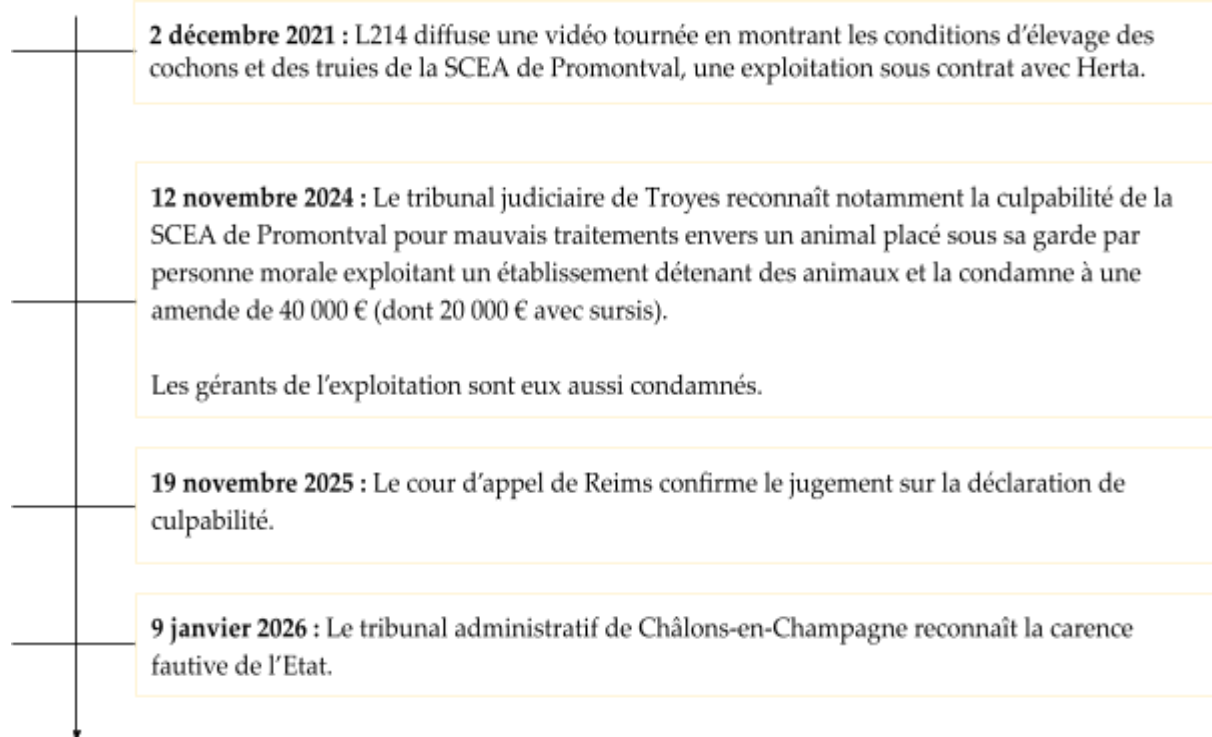 2 décembre 2021 : L214 diffuse une vidéo tournée en montrant les conditions d’élevage des
cochons et des truies de la SCEA de Promontval, une exploitation sous contrat avec Herta.
12 novembre 2024 : Le tribunal judiciaire de Troyes reconnaît notamment la culpabilité de la
SCEA de Promontval pour mauvais traitements envers un animal placé sous sa garde par
personne morale exploitant un établissement détenant des animaux et la condamne à une
amende de 40 000 € (dont 20 000 € avec sursis).
Les gérants de l’exploitation sont eux aussi condamnés.
19 novembre 2025 : Le cour d’appel de Reims confirme le jugement sur la déclaration de
culpabilité.
9 janvier 2026 : Le tribunal administratif de Châlons-en-Champagne reconnaît la carence
fautive de l’Etat.